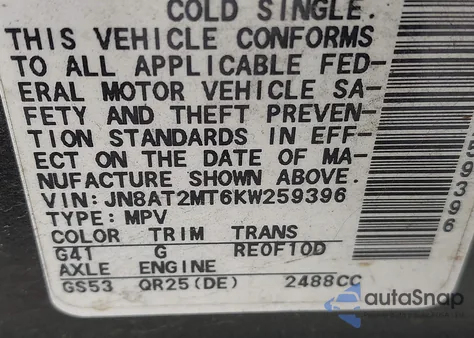 COLD SINGLE.
THIS VEHICLE CONFORMS
TO ALL APPLICABLE FED-
ERAL MOTOR VEHICLE SA-
FETY AND THEFT PREVEN-
TION STANDARDS IN EFF-
ECT ON THE DATE OF MA-
NUFACTURE SHOWN ABOVE.
VIN:JN8AT2MT6KW259396
TYPE:MPV
COLOR TRIM TRANS
G41 G RE0F10D
AXLE ENGINE
GS53 QR25(DE) 2488CC
59396
autaSnap